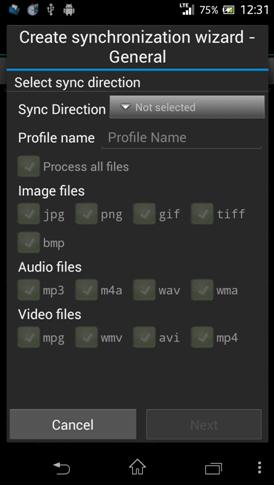 LTE 75% 12:31
Create synchronization wizard -
General
Select sync direction
Sync Direction Not selected
Profile name Profile Name
Process all files
Image files
jpg png gif tiff
bmp
Audio files
mp3 m4a wav wma
Video files
mpg wmv avi mp4
Cancel Next